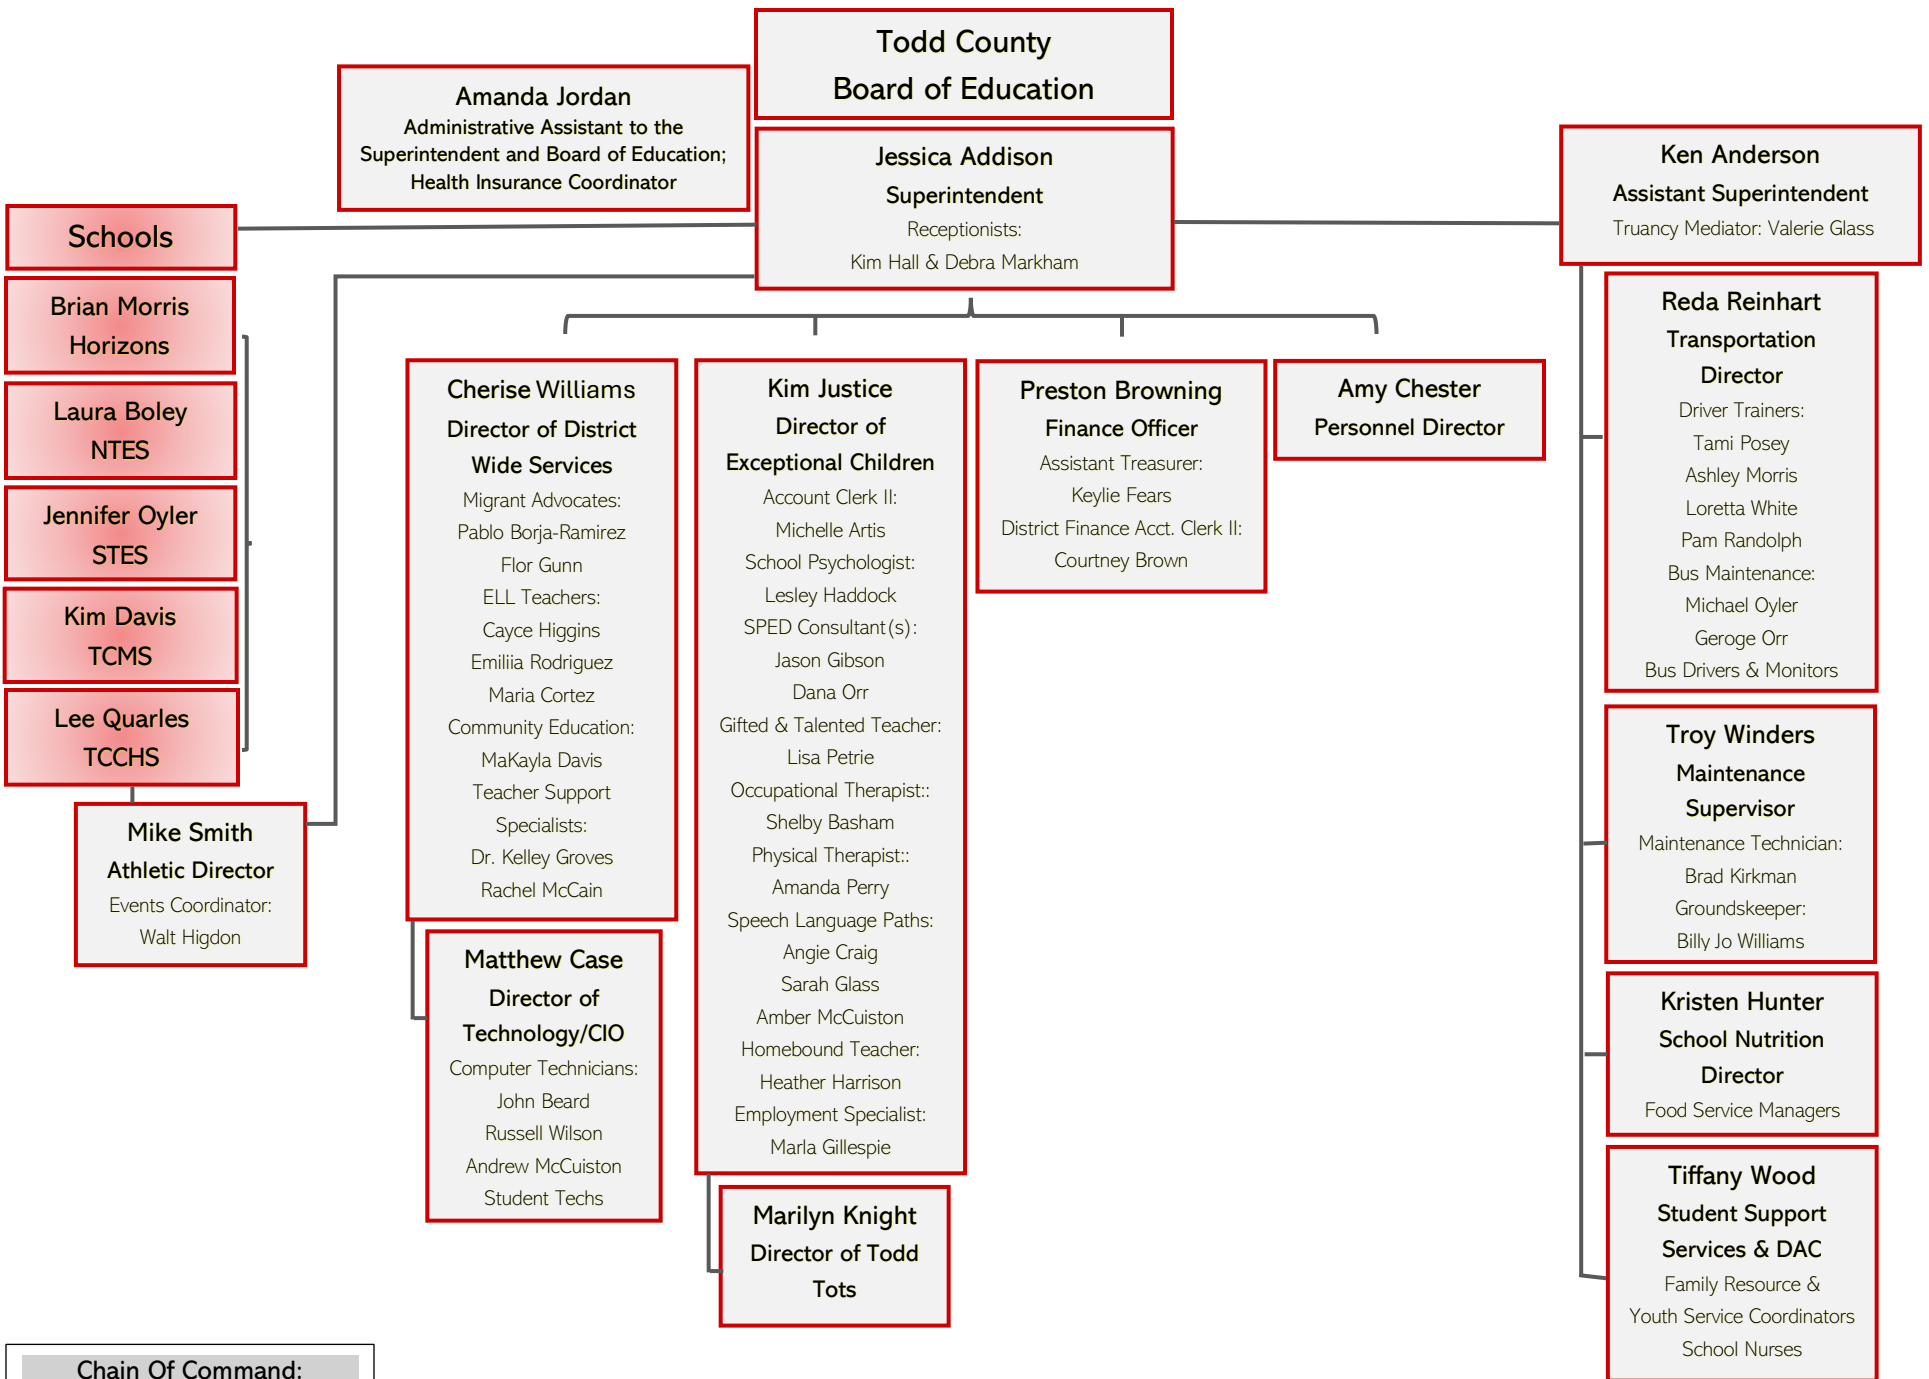 Todd County
Board of Education
Amanda Jordan
Administrative Assistant to the
Superintendent and Board of Education;
Health Insurance Coordinator
Jessica Addison
Superintendent
Receptionists:
Kim Hall & Debra Markham
Ken Anderson
Assistant Superintendent
Truancy Mediator: Valerie Glass
Schools
Brian Morris
Horizons
Laura Boley
NTES
Jennifer Oyler
STES
Kim Davis
TCMS
Lee Quarles
TCCHS
Mike Smith
Athletic Director
Events Coordinator:
Walt Higdon
Cherise Williams
Director of District
Wide Services
Migrant Advocates:
Pablo Borja-Ramirez
Flor Gunn
ELL Teachers:
Cayce Higgins
Emiliia Rodriguez
Maria Cortez
Community Education:
MaKayla Davis
Teacher Support
Specialists:
Dr. Kelley Groves
Rachel McCain
Matthew Case
Director of
Technology/CIO
Computer Technicians:
John Beard
Russell Wilson
Andrew McCuiston
Student Techs
Kim Justice
Director of
Exceptional Children
Account Clerk II:
Michelle Artis
School Psychologist:
Lesley Haddock
SPED Consultant(s):
Jason Gibson
Dana Orr
Gifted & Talented Teacher:
Lisa Petrie
Occupational Therapist::
Shelby Basham
Physical Therapist::
Amanda Perry
Speech Language Paths:
Angie Craig
Sarah Glass
Amber McCuiston
Homebound Teacher:
Heather Harrison
Employment Specialist:
Marla Gillespie
Marilyn Knight
Director of Todd
Tots
Preston Browning
Finance Officer
Assistant Treasurer:
Keylie Fears
District Finance Acct. Clerk II:
Courtney Brown
Amy Chester
Personnel Director
Reda Reinhart
Transportation
Director
Driver Trainers:
Tami Posey
Ashley Morris
Loretta White
Pam Randolph
Bus Maintenance:
Michael Oyler
Geroge Orr
Bus Drivers & Monitors
Troy Winders
Maintenance
Supervisor
Maintenance Technician:
Brad Kirkman
Groundskeeper:
Billy Jo Williams
Kristen Hunter
School Nutrition
Director
Food Service Managers
Tiffany Wood
Student Support
Services & DAC
Family Resource &
Youth Service Coordinators
School Nurses
Chain Of Command: